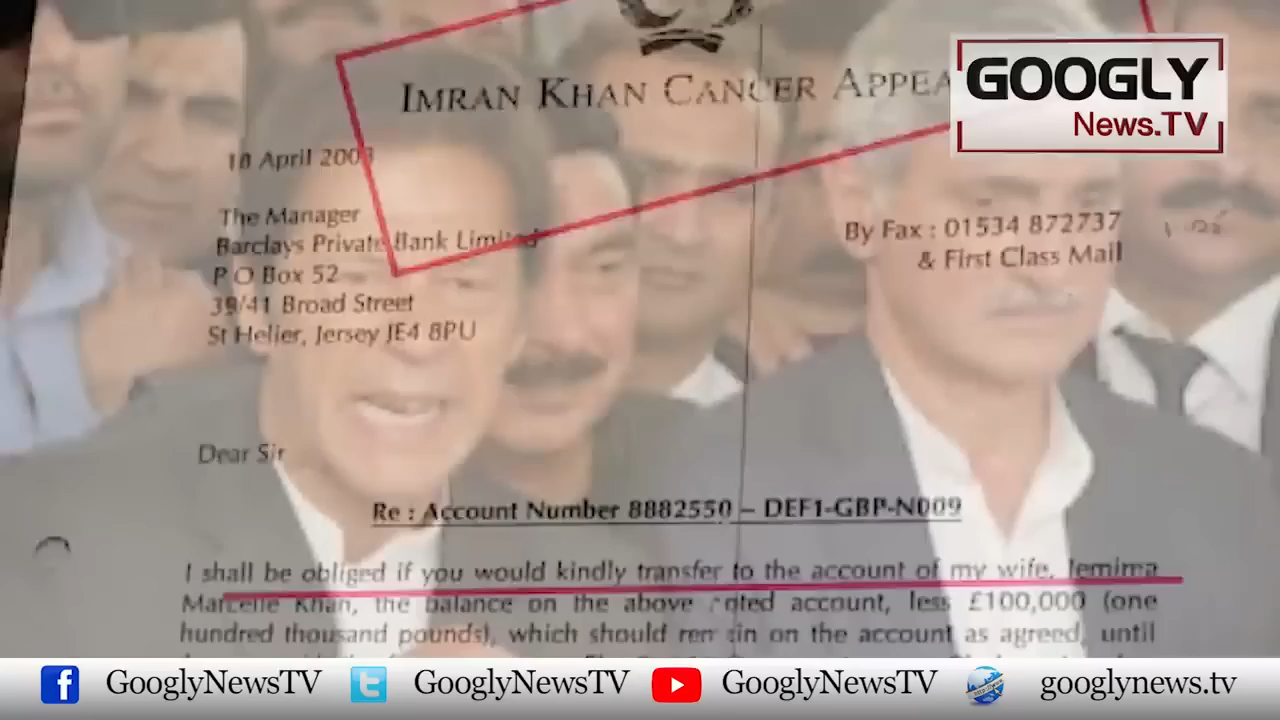 IMRAN KHAN CANCER APPEA
GOOGLY
News.TV
18 April 2003
The Manager
Barclays Private Bank Limited
P O Box 52
39/41 Broad Street
St Helier, Jersey JE4 8PU
By Fax : 01534 872737
& First Class Mail
Dear Sir
Re : Account Number 8882550 – DEF1-GBP-N009
I shall be obliged if you would kindly transfer to the account of my wife, Jemima
Marcelle Khan, the balance on the above noted account, less £100,000 (one
hundred thousand pounds), which should remain on the account as agreed, until
GooglyNewsTV
GooglyNewsTV
GooglyNewsTV
googlynews.tv